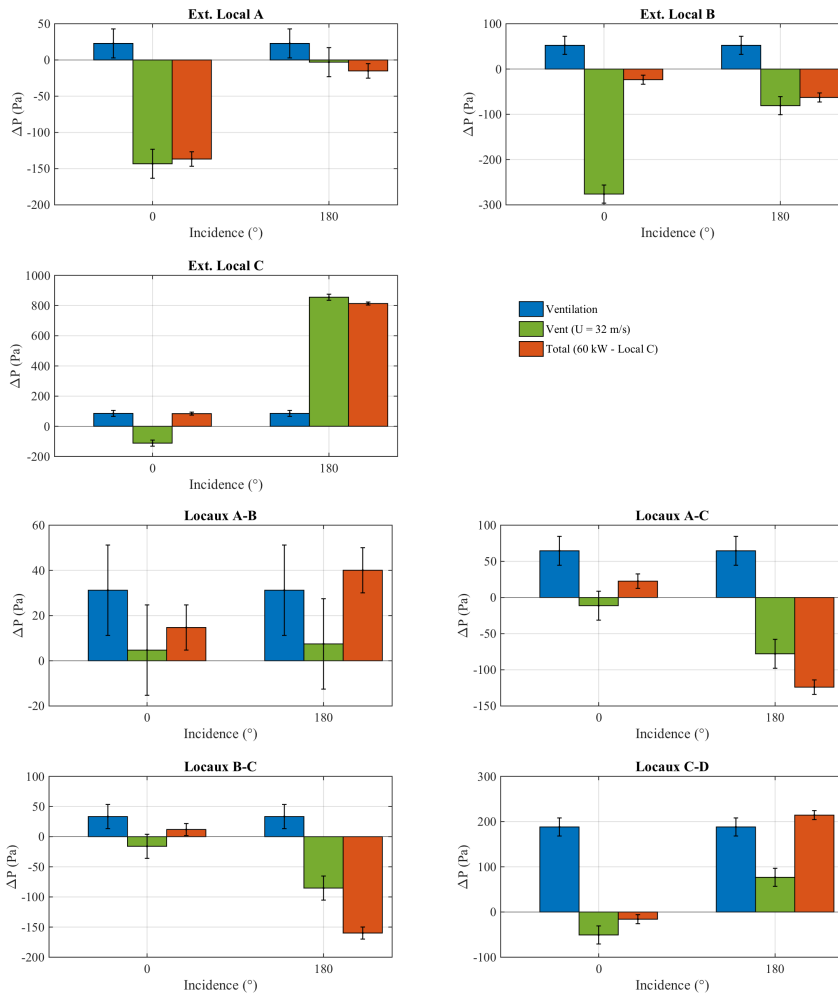 Ext. Local A
50
0
-50
-100
-150
-200
ΔP (Pa)
0
180
Incidence (°)
Ext. Local B
100
0
-100
-200
-300
ΔP (Pa)
0
180
Incidence (°)
Ext. Local C
1000
800
600
400
200
0
-200
ΔP (Pa)
0
180
Incidence (°)
Ventilation
Vent (U = 32 m/s)
Total (60 kW - Local C)
Locaux A-B
60
40
20
0
-20
ΔP (Pa)
0
180
Incidence (°)
Locaux A-C
100
50
0
-50
-100
-150
ΔP (Pa)
0
180
Incidence (°)
Locaux B-C
100
50
0
-50
-100
-150
-200
ΔP (Pa)
0
180
Incidence (°)
Locaux C-D
300
200
100
0
-100
ΔP (Pa)
0
180
Incidence (°)